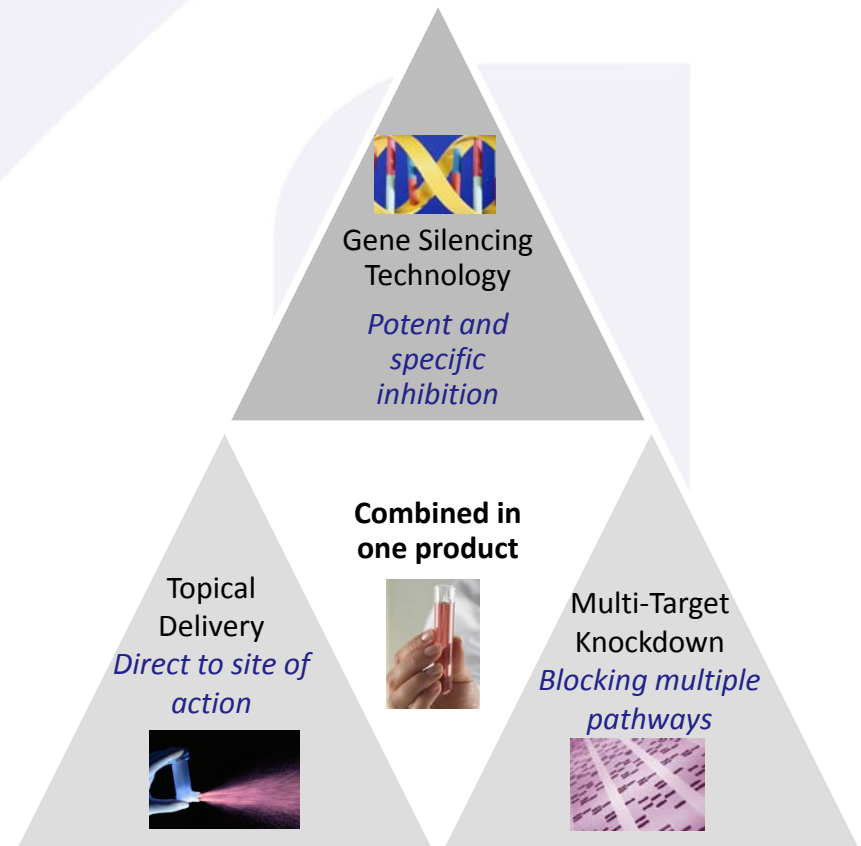 Gene Silencing
Technology
Potent and
specific
inhibition
Combined in
one product
Topical
Delivery
Direct to site of
action
Multi-Target
Knockdown
Blocking multiple
pathways